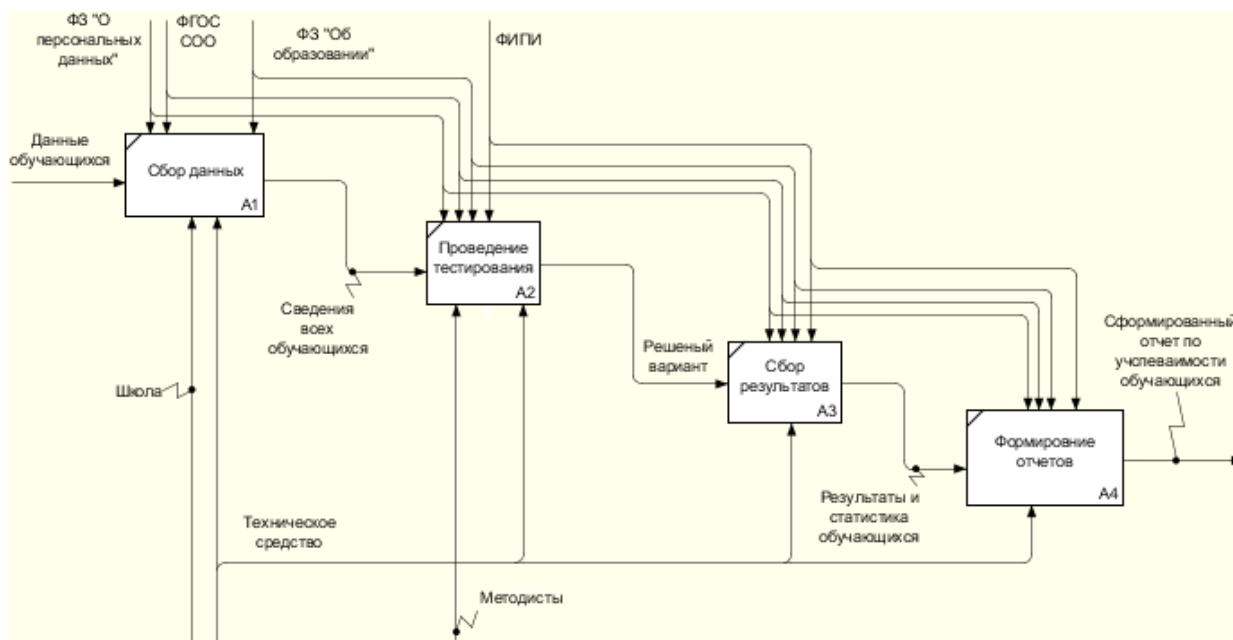 ФЗ "О
персональных
данных"
ФГОС
СОО
ФЗ "Об
образовании"
ФИПИ
Данные
обучающихся
Сбор данных
A1
Проведение
тестирования
A2
Сведения
всех
обучающихся
Решеный
вариант
Сбор
результатов
A3
Сформированный
отчет по
учспеваимости
обучающихся
Школа
Формировние
отчетов
A4
Результаты и
статистика
обучающихся
Техническое
средство
Методисты